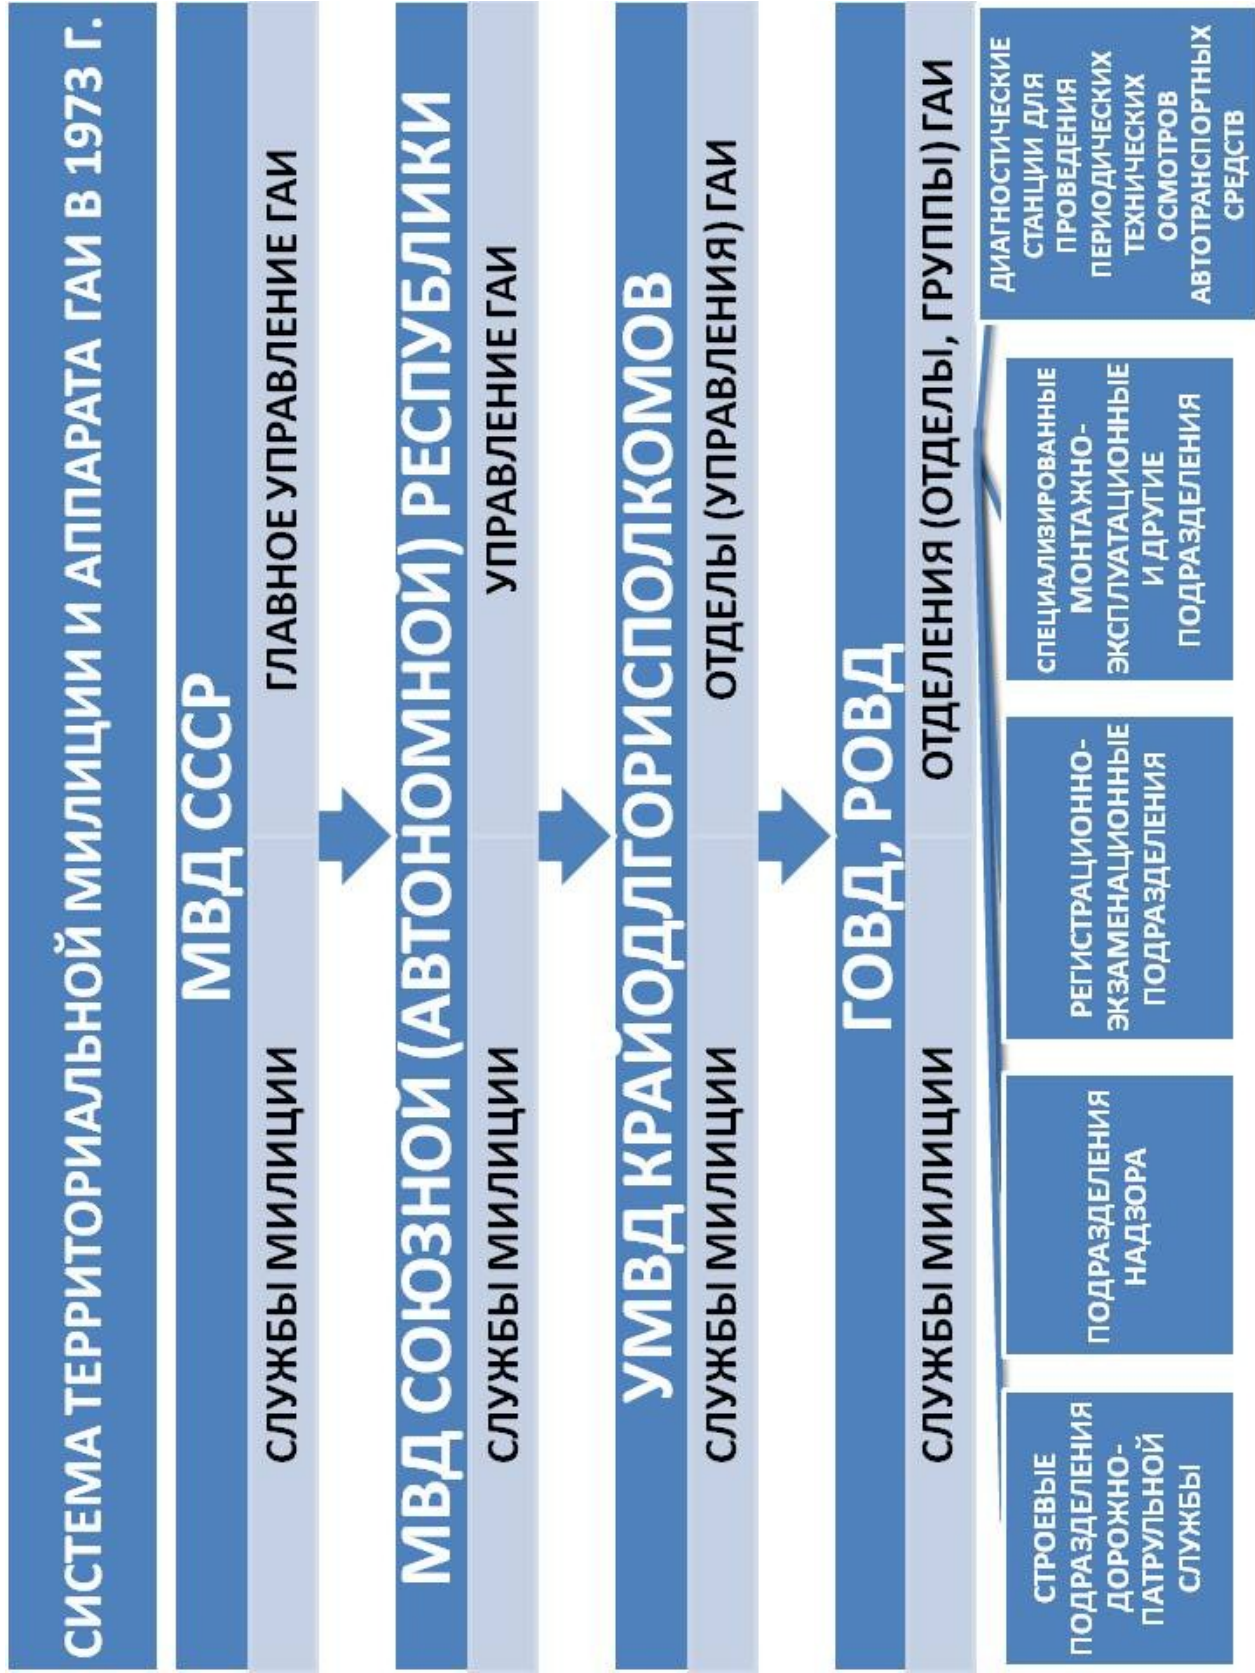 СИСТЕМА ТЕРРИТОРИАЛЬНОЙ МИЛИЦИИ И АППАРАТА ГАИ В 1973 Г.
МВД СССР
СЛУЖБЫ МИЛИЦИИ
ГЛАВНОЕ УПРАВЛЕНИЕ ГАИ
МВД СОЮЗНОЙ (АВТОНОМНОЙ) РЕСПУБЛИКИ
СЛУЖБЫ МИЛИЦИИ
УПРАВЛЕНИЕ ГАИ
УМВД КРАЙОДЛГОРИСПОЛКОМОВ
СЛУЖБЫ МИЛИЦИИ
ОТДЕЛЫ (УПРАВЛЕНИЯ) ГАИ
ГОВД, РОВД
СЛУЖБЫ МИЛИЦИИ
ОТДЕЛЕНИЯ (ОТДЕЛЫ, ГРУППЫ) ГАИ
СТРОЕВЫЕ
ПОДРАЗДЕЛЕНИЯ
ДОРОЖНО-
ПАТРУЛЬНОЙ
СЛУЖБЫ
ПОДРАЗДЕЛЕНИЯ
НАДЗОРА
РЕГИСТРАЦИОННО-
ЭКЗАМЕНАЦИОННЫЕ
ПОДРАЗДЕЛЕНИЯ
СПЕЦИАЛИЗИРОВАННЫЕ
МОНТАЖНО-
ЭКСПЛУАТАЦИОННЫЕ
И ДРУГИЕ
ПОДРАЗДЕЛЕНИЯ
ДИАГНОСТИЧЕСКИЕ
СТАНЦИИ ДЛЯ
ПРОВЕДЕНИЯ
ПЕРИОДИЧЕСКИХ
ТЕХНИЧЕСКИХ
ОСМОТРОВ
АВТОТРАНСПОРТНЫХ
СРЕДСТВ